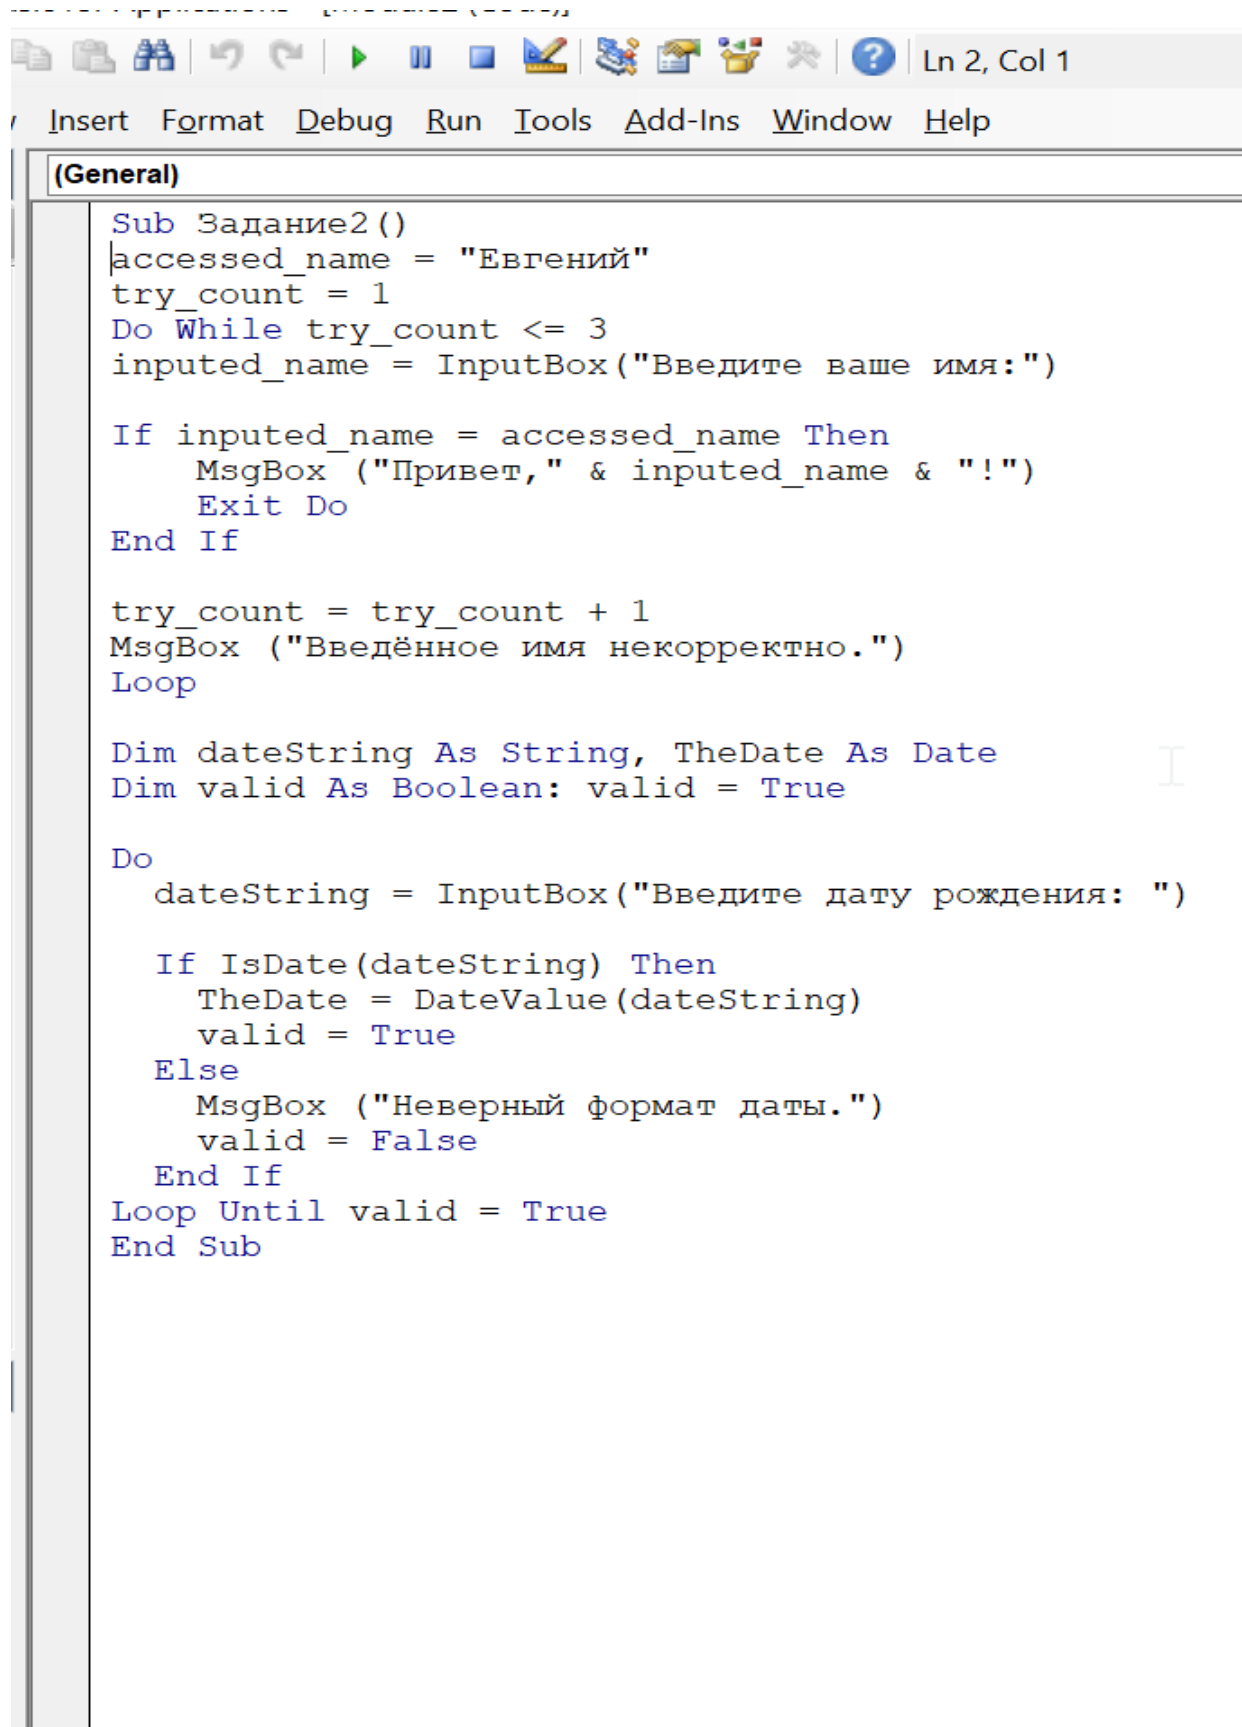 Ln 2, Col 1
Insert Format Debug Run Tools Add-Ins Window Help
(General)
Sub Задание2()
accessed_name = "Евгений"
try_count = 1
Do While try_count <= 3
inputed_name = InputBox("Введите ваше имя:")
If inputed_name = accessed_name Then
MsgBox ("Привет," & inputed_name & "!")
Exit Do
End If
try_count = try_count + 1
MsgBox ("Введённое имя некорректно.")
Loop
Dim dateString As String, TheDate As Date
Dim valid As Boolean: valid = True
Do
dateString = InputBox("Введите дату рождения: ")
If IsDate(dateString) Then
TheDate = DateValue(dateString)
valid = True
Else
MsgBox ("Неверный формат даты.")
valid = False
End If
Loop Until valid = True
End Sub